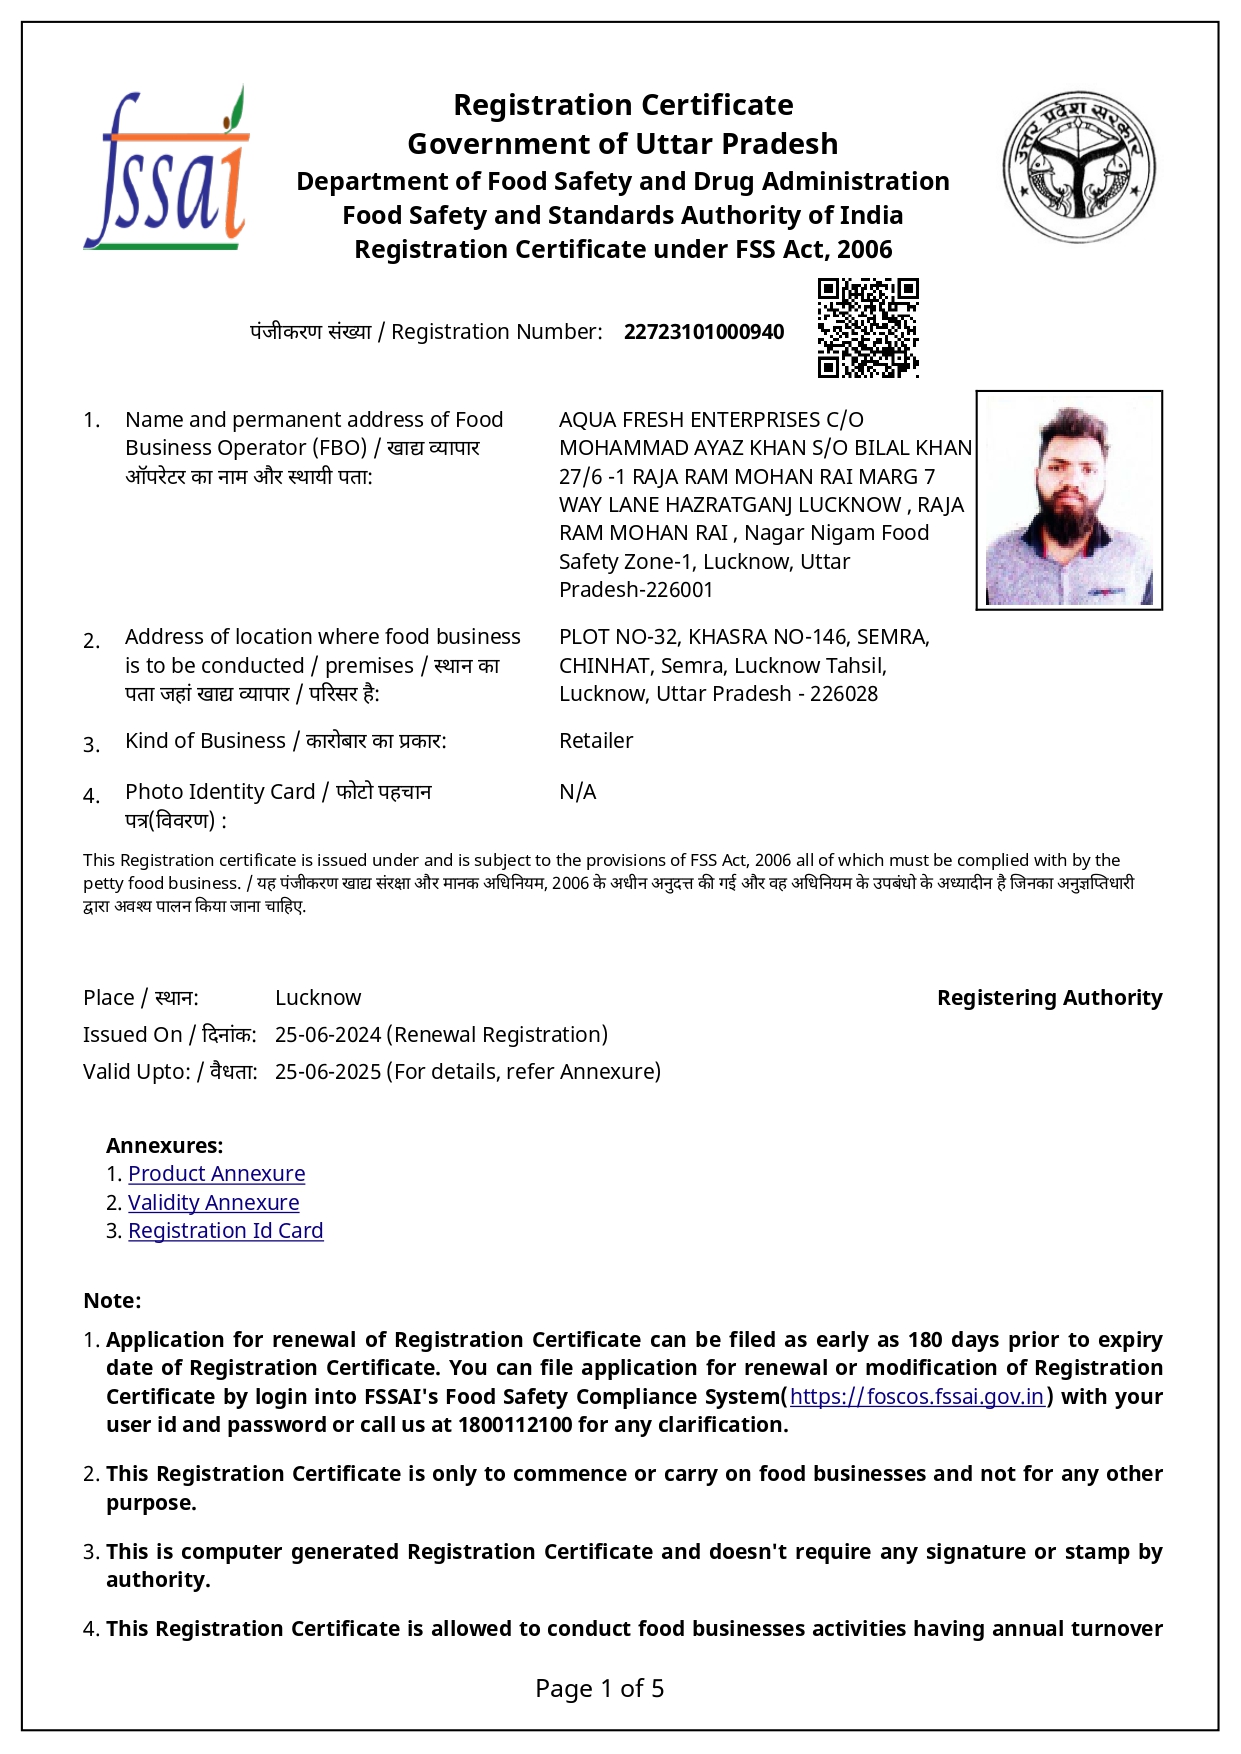 fssai
Registration Certificate
Government of Uttar Pradesh
Department of Food Safety and Drug Administration
Food Safety and Standards Authority of India
Registration Certificate under FSS Act, 2006
उत्तर प्रदेश सरकार
पंजीकरण संख्या / Registration Number: 22723101000940
1. Name and permanent address of Food
Business Operator (FBO) / खाद्य व्यापार
ऑपरेटर का नाम और स्थायी पता:
AQUA FRESH ENTERPRISES C/O
MOHAMMAD AYAZ KHAN S/O BILAL KHAN
27/6 -1 RAJA RAM MOHAN RAI MARG 7
WAY LANE HAZRATGANJ LUCKNOW , RAJA
RAM MOHAN RAI , Nagar Nigam Food
Safety Zone-1, Lucknow, Uttar
Pradesh-226001
2. Address of location where food business
is to be conducted / premises / स्थान का
पता जहां खाद्य व्यापार / परिसर है:
PLOT NO-32, KHASRA NO-146, SEMRA,
CHINHAT, Semra, Lucknow Tahsil,
Lucknow, Uttar Pradesh - 226028
3. Kind of Business / कारोबार का प्रकार: Retailer
4. Photo Identity Card / फोटो पहचान
पत्र(विवरण) :
N/A
This Registration certificate is issued under and is subject to the provisions of FSS Act, 2006 all of which must be complied with by the
petty food business. / यह पंजीकरण खाद्य संरक्षा और मानक अधिनियम, 2006 के अधीन अनुदत्त की गई और वह अधिनियम के उपबंधो के अध्यादीन है जिनका अनुज्ञप्तिधारी
द्वारा अवश्य पालन किया जाना चाहिए.
Place / स्थान: Lucknow Registering Authority
Issued On / दिनांक: 25-06-2024 (Renewal Registration)
Valid Upto: / वैधता: 25-06-2025 (For details, refer Annexure)
Annexures:
1. Product Annexure
2. Validity Annexure
3. Registration Id Card
Note:
1. Application for renewal of Registration Certificate can be filed as early as 180 days prior to expiry
date of Registration Certificate. You can file application for renewal or modification of Registration
Certificate by login into FSSAI's Food Safety Compliance System(https://foscos.fssai.gov.in) with your
user id and password or call us at 1800112100 for any clarification.
2. This Registration Certificate is only to commence or carry on food businesses and not for any other
purpose.
3. This is computer generated Registration Certificate and doesn't require any signature or stamp by
authority.
4. This Registration Certificate is allowed to conduct food businesses activities having annual turnover
Page 1 of 5